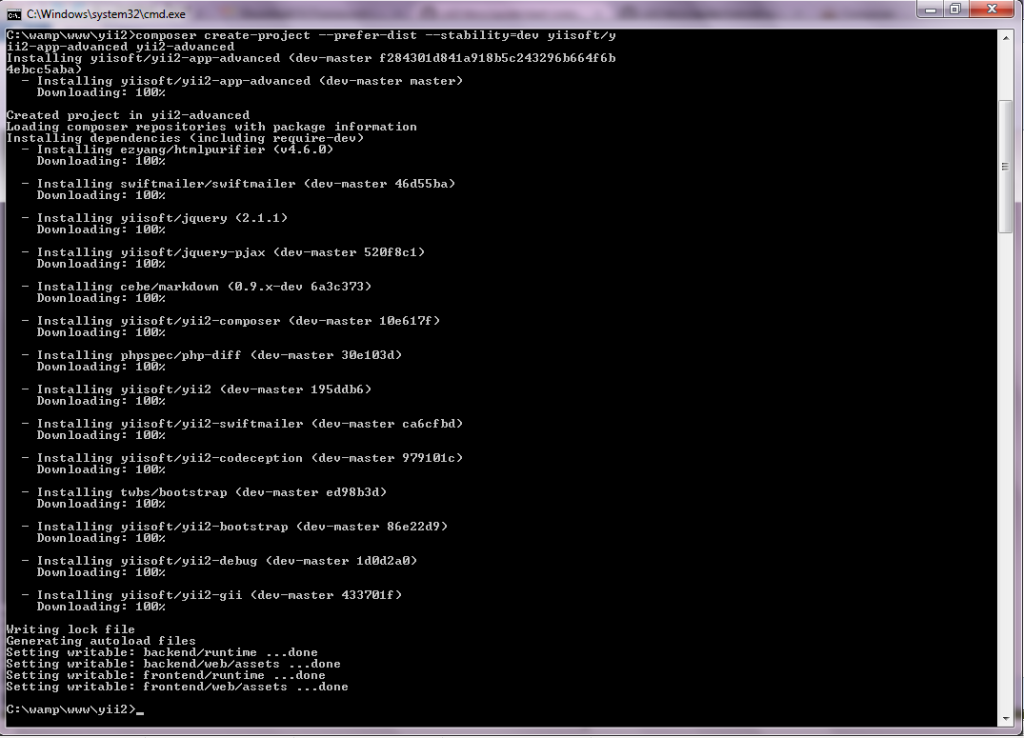 C:\Windows\system32\cmd.exe
C:\wamp\www\yii2>composer create-project --prefer-dist --stability=dev yiisoft/y
ii2-app-advanced yii2-advanced
Installing yiisoft/yii2-app-advanced (dev-master f284301d841a918b5c243296b664f6b
4ebcc5aba)
  - Installing yiisoft/yii2-app-advanced (dev-master master)
    Downloading: 100%
Created project in yii2-advanced
Loading composer repositories with package information
Installing dependencies (including require-dev)
  - Installing ezyang/htmlpurifier (v4.6.0)
    Downloading: 100%
  - Installing swiftmailer/swiftmailer (dev-master 46d55ba)
    Downloading: 100%
  - Installing yiisoft/jquery (2.1.1)
    Downloading: 100%
  - Installing yiisoft/jquery-pjax (dev-master 520f8c1)
    Downloading: 100%
  - Installing cebe/markdown (0.9.x-dev 6a3c373)
    Downloading: 100%
  - Installing yiisoft/yii2-composer (dev-master 10e617f)
    Downloading: 100%
  - Installing phpspec/php-diff (dev-master 30e103d)
    Downloading: 100%
  - Installing yiisoft/yii2 (dev-master 195ddb6)
    Downloading: 100%
  - Installing yiisoft/yii2-swiftmailer (dev-master ca6cfbd)
    Downloading: 100%
  - Installing yiisoft/yii2-codeception (dev-master 979101c)
    Downloading: 100%
  - Installing twbs/bootstrap (dev-master ed98b3d)
    Downloading: 100%
  - Installing yiisoft/yii2-bootstrap (dev-master 86e22d9)
    Downloading: 100%
  - Installing yiisoft/yii2-debug (dev-master 1d0d2a0)
    Downloading: 100%
  - Installing yiisoft/yii2-gii (dev-master 433701f)
    Downloading: 100%
Writing lock file
Generating autoload files
Setting writable: backend/runtime ...done
Setting writable: backend/web/assets ...done
Setting writable: frontend/runtime ...done
Setting writable: frontend/web/assets ...done
C:\wamp\www\yii2>_